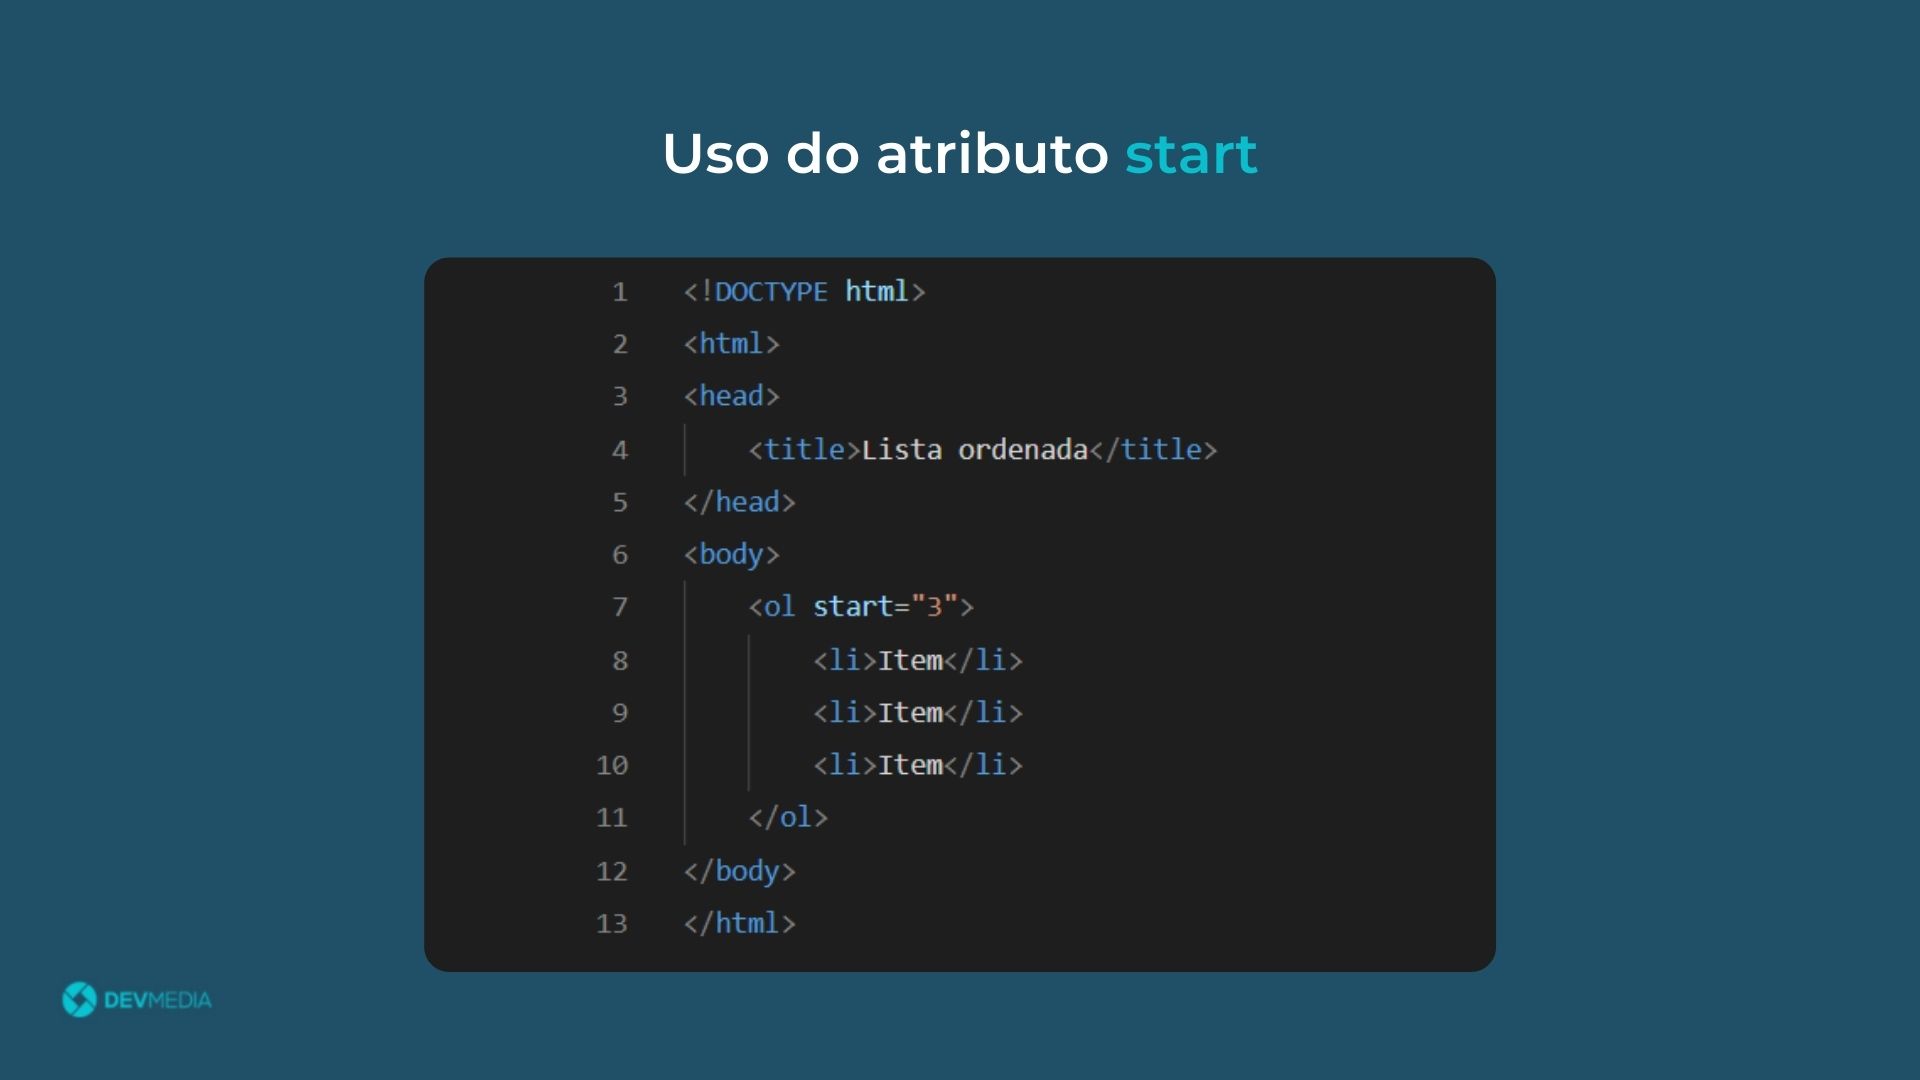 Uso do atributo start
1 <!DOCTYPE html>
2 <html>
3 <head>
4     <title>Lista ordenada</title>
5 </head>
6 <body>
7     <ol start="3">
8         <li>Item</li>
9         <li>Item</li>
10         <li>Item</li>
11     </ol>
12 </body>
13 </html>
DEVMEDIA